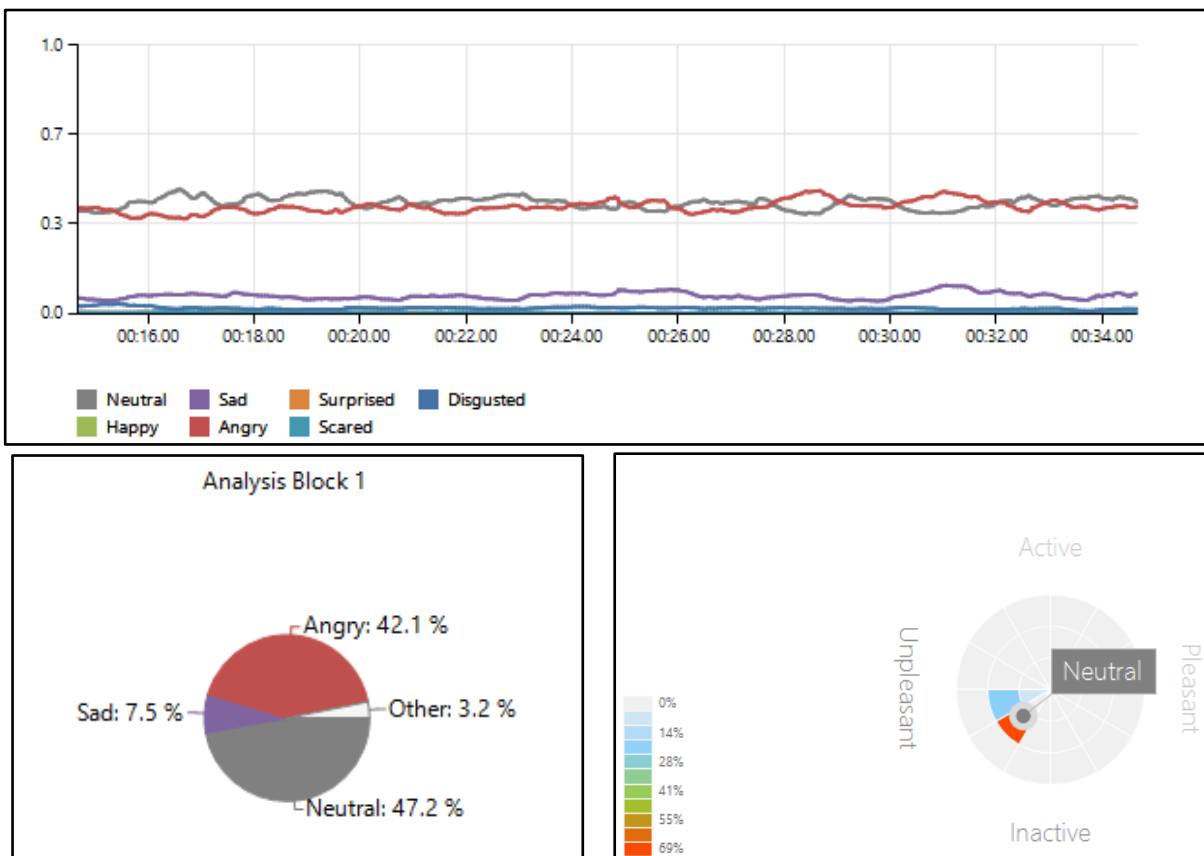 1.0
0.7
0.3
0.0
00:16.00 00:18.00 00:20.00 00:22.00 00:24.00 00:26.00 00:28.00 00:30.00 00:32.00 00:34.00
Neutral Sad Surprised Disgusted
Happy Angry Scared
Analysis Block 1
Angry: 42.1 %
Sad: 7.5 %
Other: 3.2 %
Neutral: 47.2 %
Active
Unpleasant
Neutral
Pleasant
Inactive
0%
14%
28%
41%
55%
69%